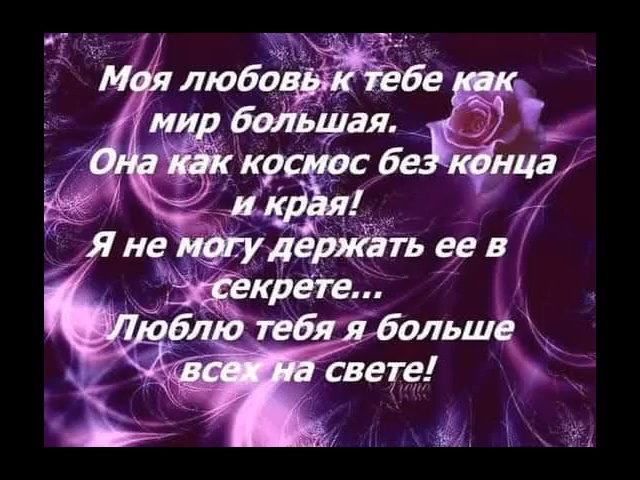 Моя любовь к тебе как
мир большая.
Она как космос без конца
и края!
Я не могу держать ее в
секрете...
Люблю тебя я больше
всех на свете!